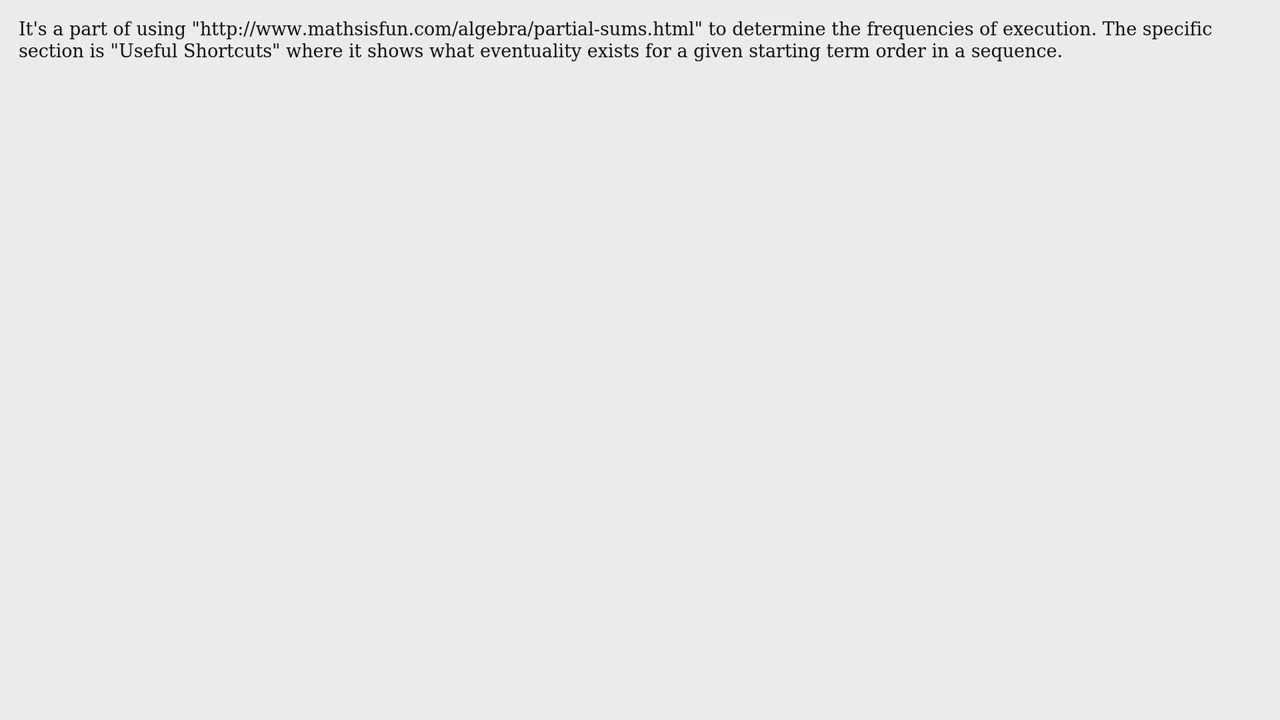 It's a part of using "http://www.mathsisfun.com/algebra/partial-sums.html" to determine the frequencies of execution. The specific
section is "Useful Shortcuts" where it shows what eventuality exists for a given starting term order in a sequence.